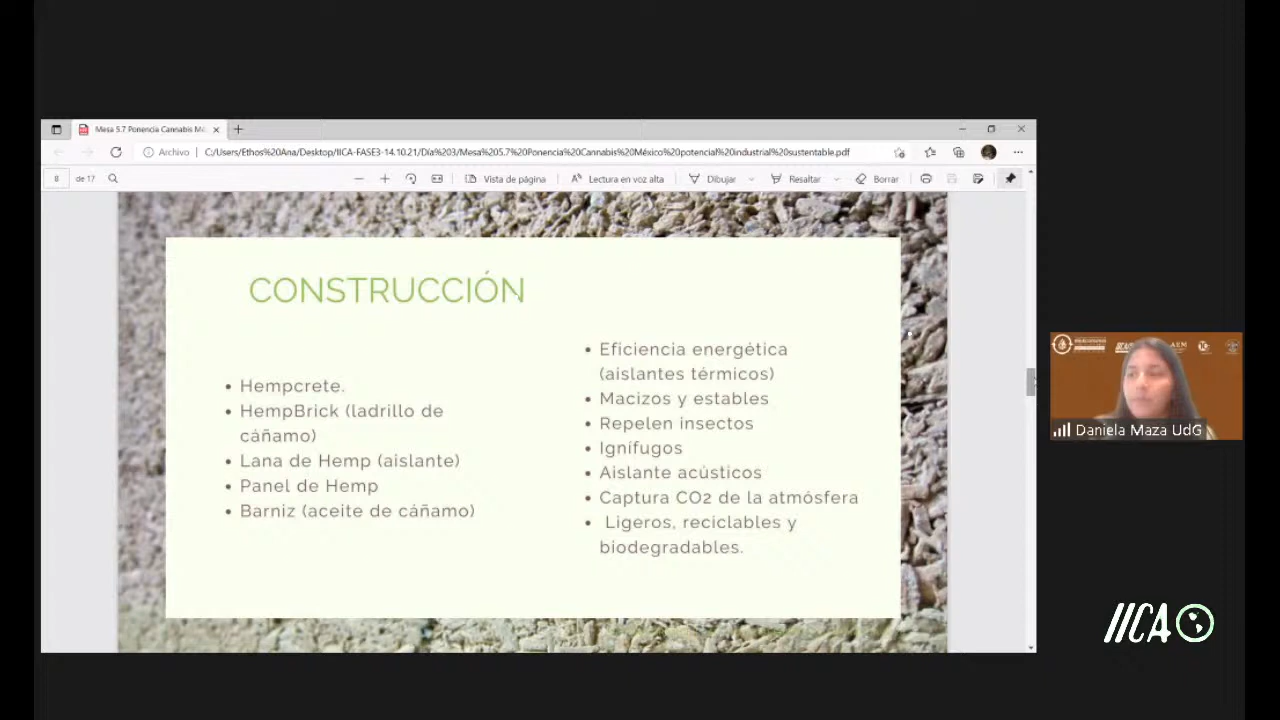 Mesa 5.7 Ponencia Cannabis Mé
Archivo
C:/Users/Ethos%20Ana/Desktop/IICA-FASE3-14.10.21/Día%203/Mesa%205.7%20Ponencia%20Cannabis%20México%20potencial%20industrial%20sustentable.pdf
8 de 17
Vista de página
Lectura en voz alta
Dibujar
Resaltar
Borrar
CONSTRUCCIÓN
Hempcrete.
HempBrick (ladrillo de
cáñamo)
Lana de Hemp (aislante)
Panel de Hemp
Barniz (aceite de cáñamo)
Eficiencia energética
(aislantes térmicos)
Macizos y estables
Repelen insectos
Ignífugos
Aislante acústicos
Captura CO2 de la atmósfera
Ligeros, reciclables y
biodegradables.
Daniela Maza UdG
IICA